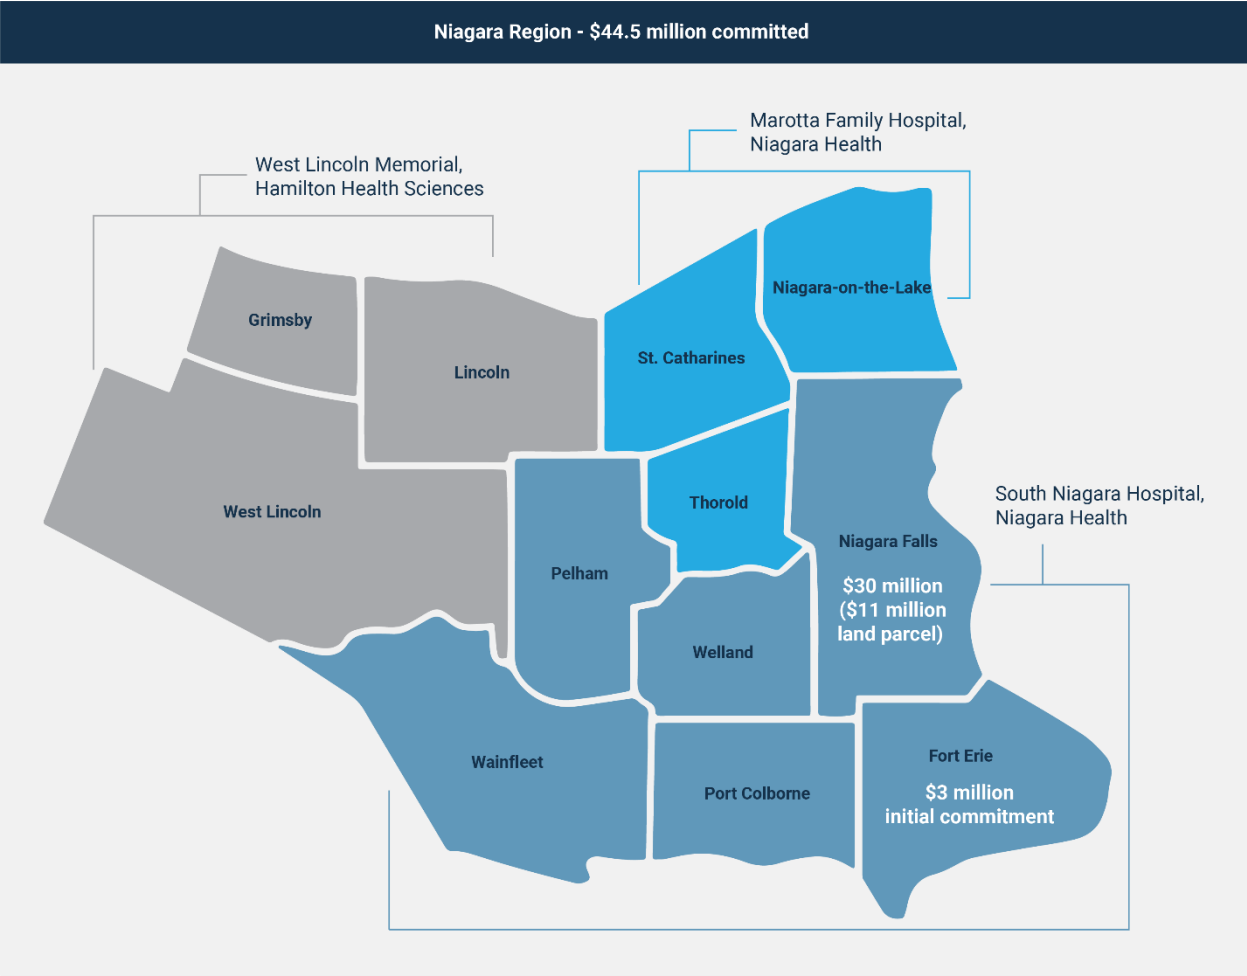 Niagara Region - $44.5 million committed
Marotta Family Hospital,
Niagara Health
West Lincoln Memorial,
Hamilton Health Sciences
Niagara-on-the-Lake
Grimsby
St. Catharines
Lincoln
South Niagara Hospital,
Niagara Health
Thorold
West Lincoln
Niagara Falls
$30 million
($11 million
land parcel)
Pelham
Welland
Wainfleet
Port Colborne
Fort Erie
$3 million
initial commitment